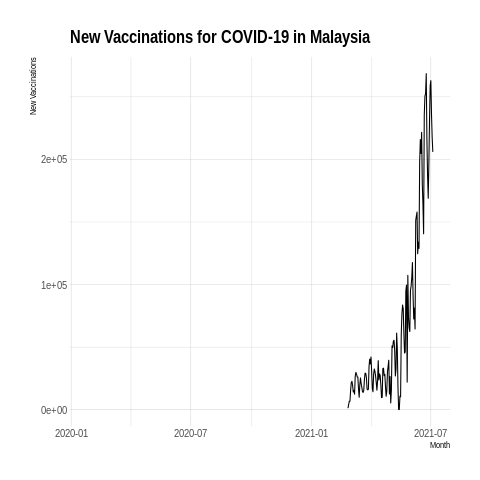 New Vaccinations for COVID-19 in Malaysia
New Vaccinations
2e+05
1e+05
0e+00
2020-01 2020-07 2021-01 2021-07
Month